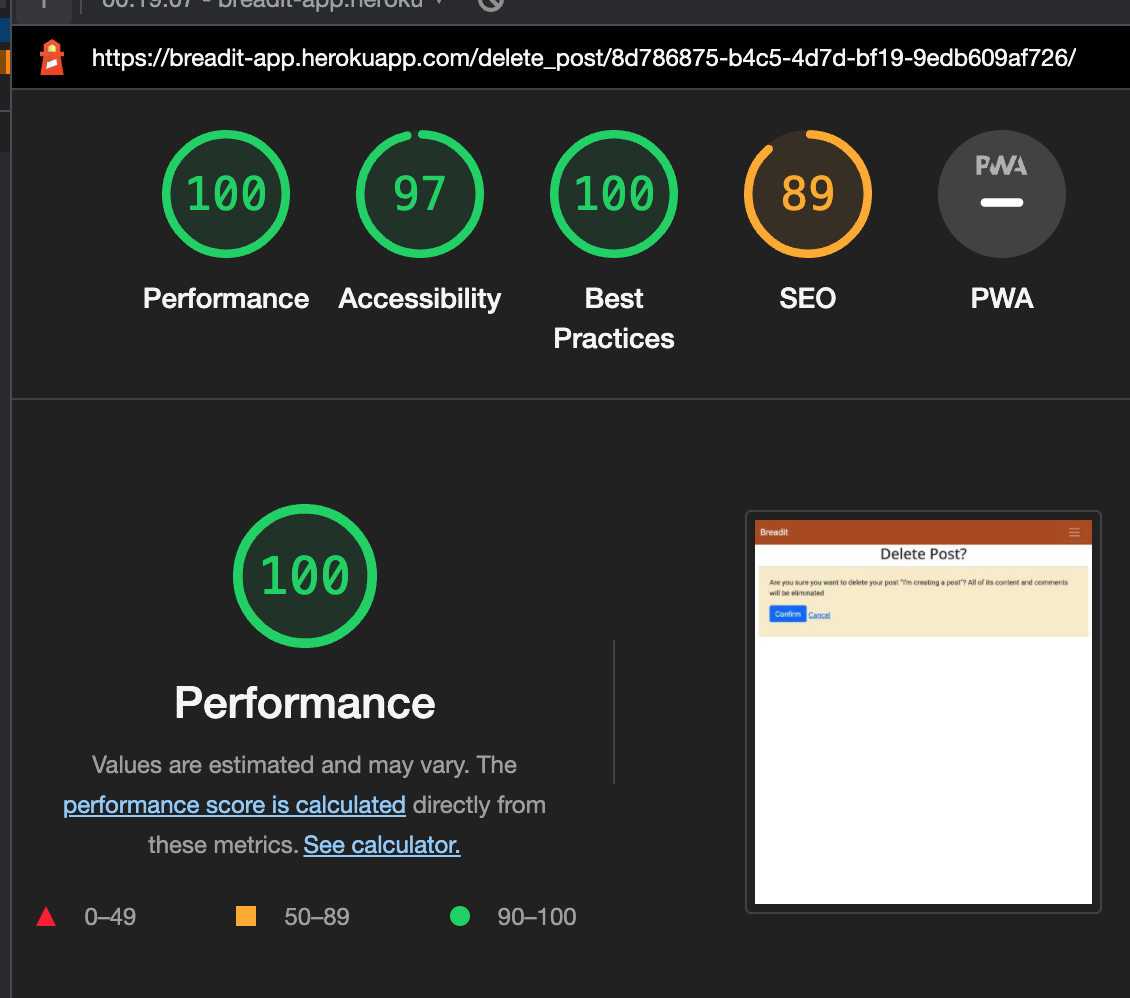 00:19:07 - breadit-app.heroku
https://breadit-app.herokuapp.com/delete_post/8d786875-b4c5-4d7d-bf19-9edb609af726/
100
97
100
89
PWA
Performance
Accessibility
Best
Practices
SEO
PWA
100
Performance
Values are estimated and may vary. The
performance score is calculated directly from
these metrics. See calculator.
0–49
50–89
90–100
Breadit
Delete Post?
Are you sure you want to delete your post "I'm creating a post"? All of its content and comments
will be eliminated
Confirm Cancel